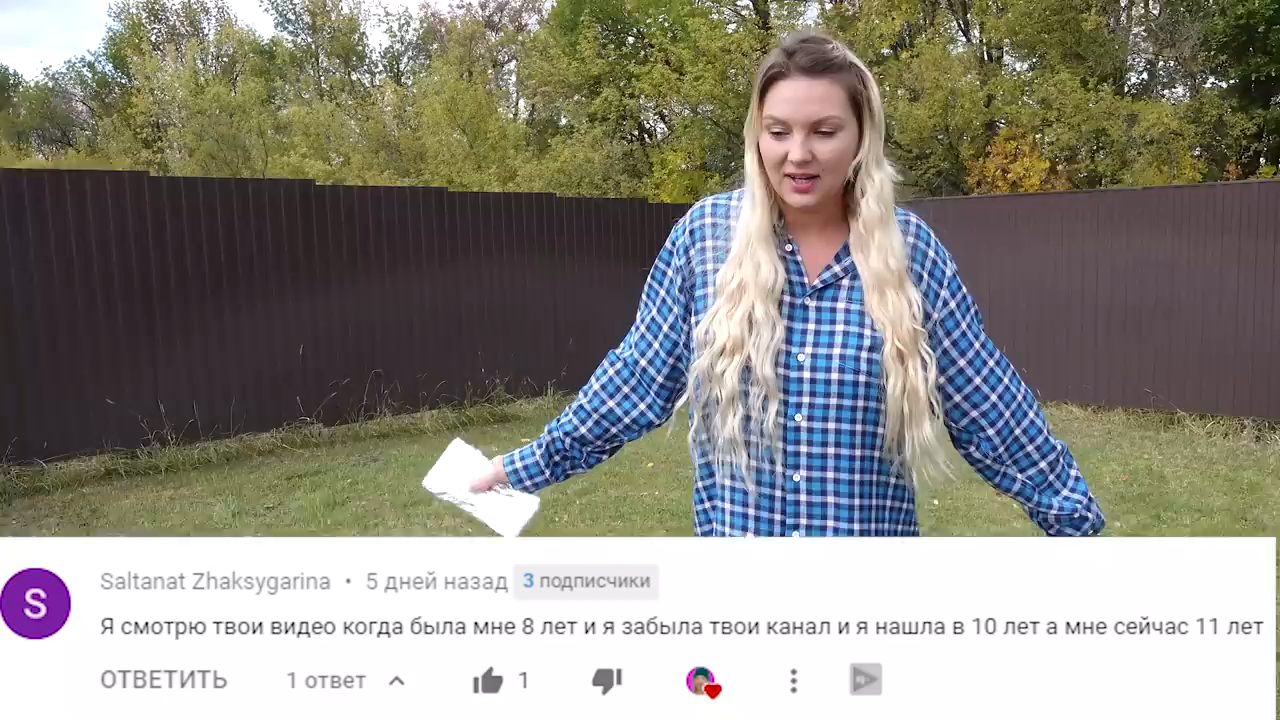 S
Saltanat Zhaksygarina • 5 дней назад 3 подписчики
Я смотрю твои видео когда была мне 8 лет и я забыла твои канал и я нашла в 10 лет а мне сейчас 11 лет
ОТВЕТИТЬ 1 ответ 1